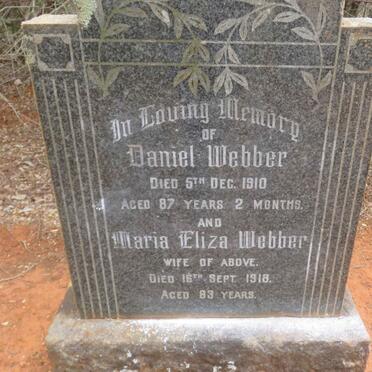 In Loving Memory
OF
Daniel Webber
DIED 5TH DEC. 1910
AGED 87 YEARS 2 MONTHS.
AND
Maria Eliza Webber
WIFE OF ABOVE.
DIED 16TH SEPT. 1918.
AGED 93 YEARS.